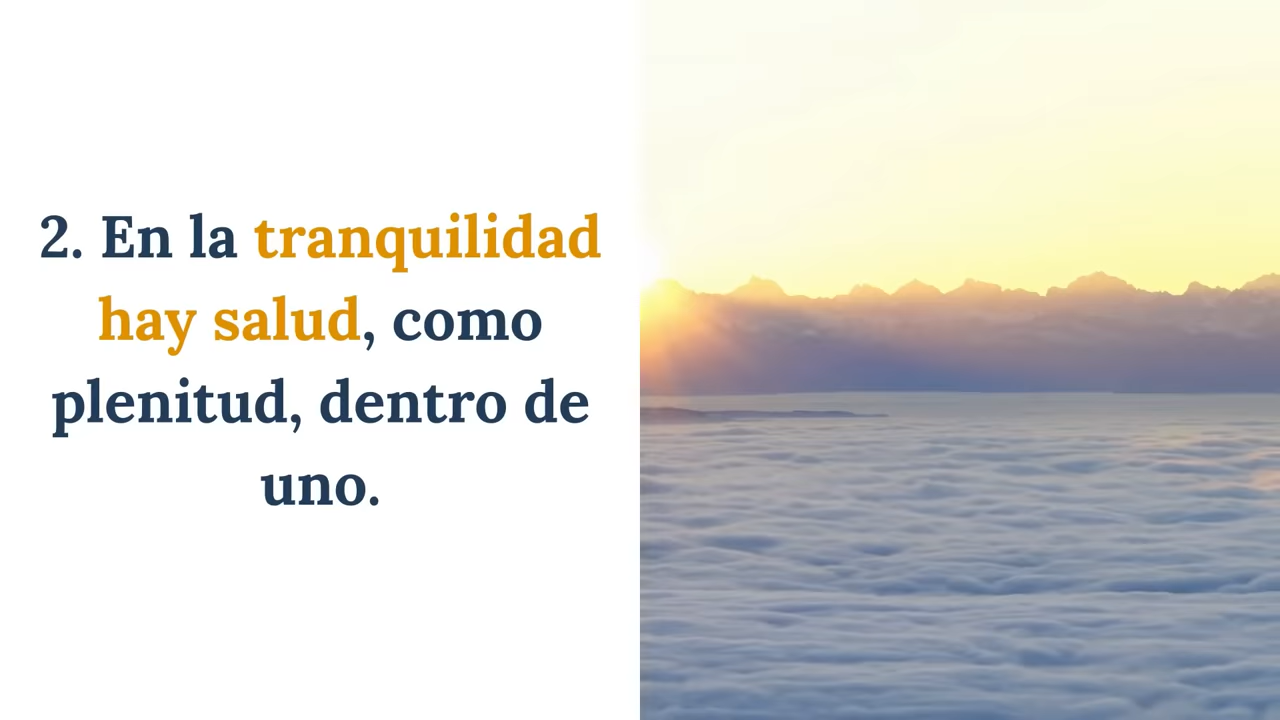 2. En la tranquilidad
hay salud, como
plenitud, dentro de
uno.